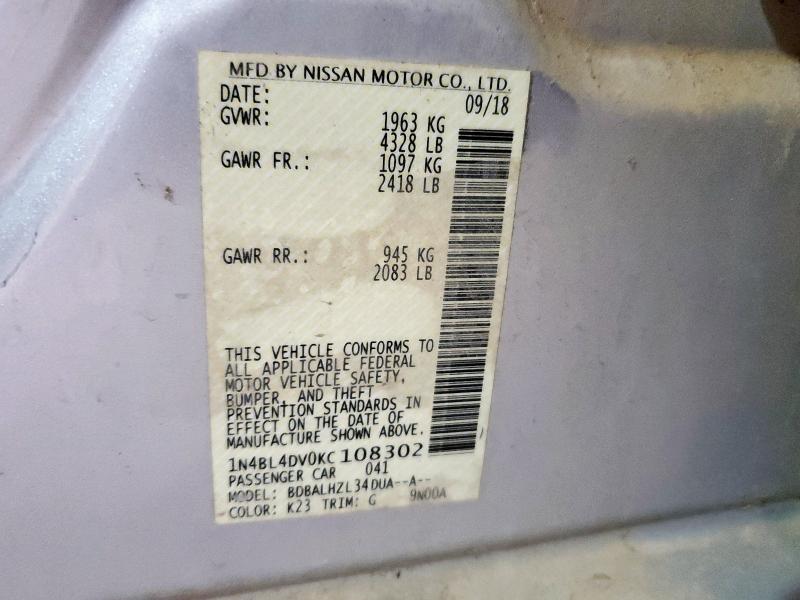 MFD BY NISSAN MOTOR CO., LTD.
DATE: 09/18
GVWR: 1963 KG
4328 LB
GAWR FR.: 1097 KG
2418 LB
GAWR RR.: 945 KG
2083 LB
THIS VEHICLE CONFORMS TO
ALL APPLICABLE FEDERAL
MOTOR VEHICLE SAFETY,
BUMPER, AND THEFT
PREVENTION STANDARDS IN
EFFECT ON THE DATE OF
MANUFACTURE SHOWN ABOVE.
1N4BL4DV0KC108302
PASSENGER CAR 041
MODEL: BDBALHZL34DUA--A--
COLOR: K23 TRIM: G 9N00A